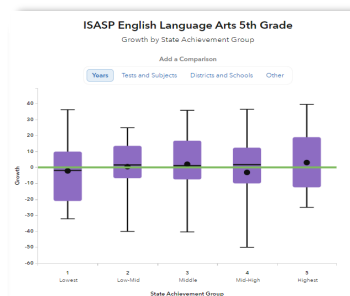 ISASP English Language Arts 5th Grade
Growth by State Achievement Group
Add a Comparison
Years Tests and Subjects Districts and Schools Other
40
30
20
10
0
-10
-20
-30
-40
-50
-60
Growth
1 2 3 4 5
Lowest Low-Mid Middle Mid-High Highest
State Achievement Group